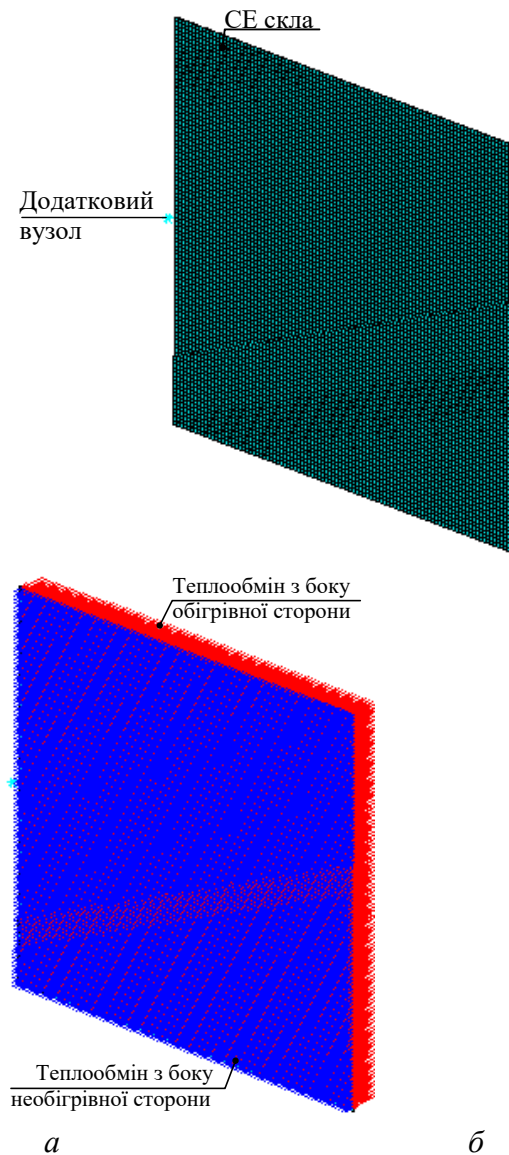 СЕ скла
Додатковий
вузол
Теплообмін з боку
обігрівної сторони
Теплообмін з боку
необігрівної сторони
а
б